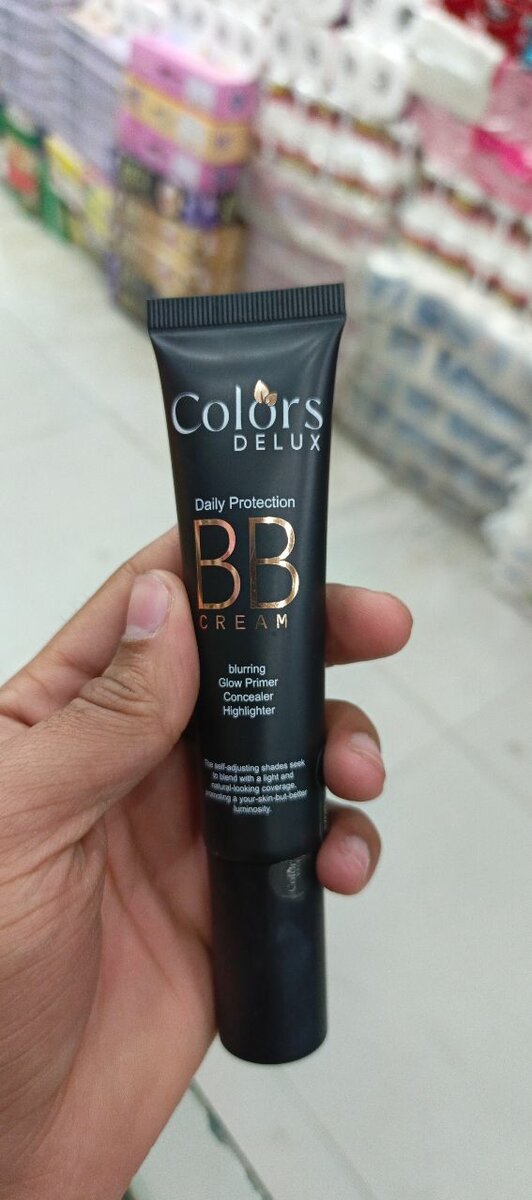 Colors
DELUX
Daily Protection
BB
CREAM
blurring
Glow Primer
Concealer
Highlighter
The self-adjusting shades seek
to blend with a light and
natural-looking coverage,
a your-skin-but-better
luminosity.
Colors